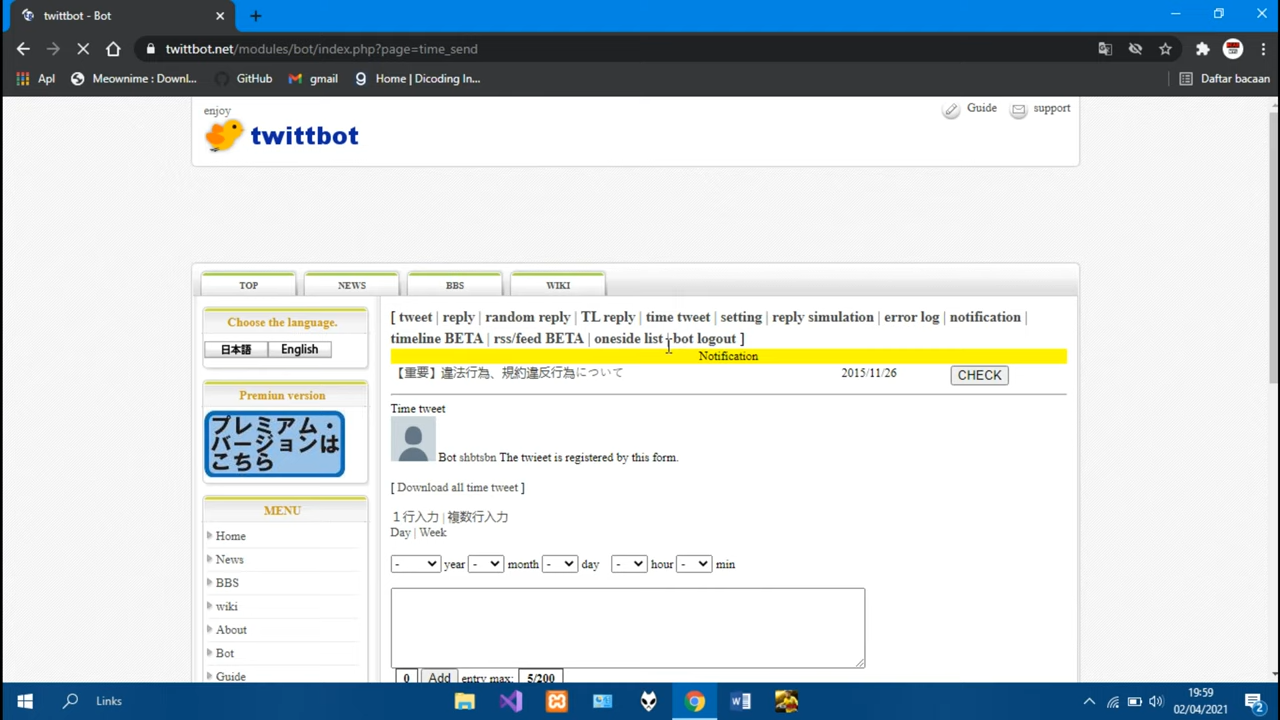 twittbot - Bot
twittbot.net/modules/bot/index.php?page=time_send
Apl Meownime : Downl... GitHub gmail Home | Dicoding In... Daftar bacaan
enjoy
twittbot
Guide support
TOP NEWS BBS WIKI
Choose the language.
日本語 English
Premiun version
プレミアム・
バージョンは
こちら
MENU
Home
News
BBS
wiki
About
Bot
Guide
[ tweet | reply | random reply | TL reply | time tweet | setting | reply simulation | error log | notification |
timeline BETA | rss/feed BETA | oneside list | bot logout ]
Notification
【重要】違法行為、規約違反行為について 2015/11/26 CHECK
Time tweet
Bot shbtsbn The twieet is registered by this form.
[ Download all time tweet ]
１行入力 | 複数行入力
Day | Week
- year - month - day - hour - min
0 Add entry max: 5/200
Links
19:59
02/04/2021
2